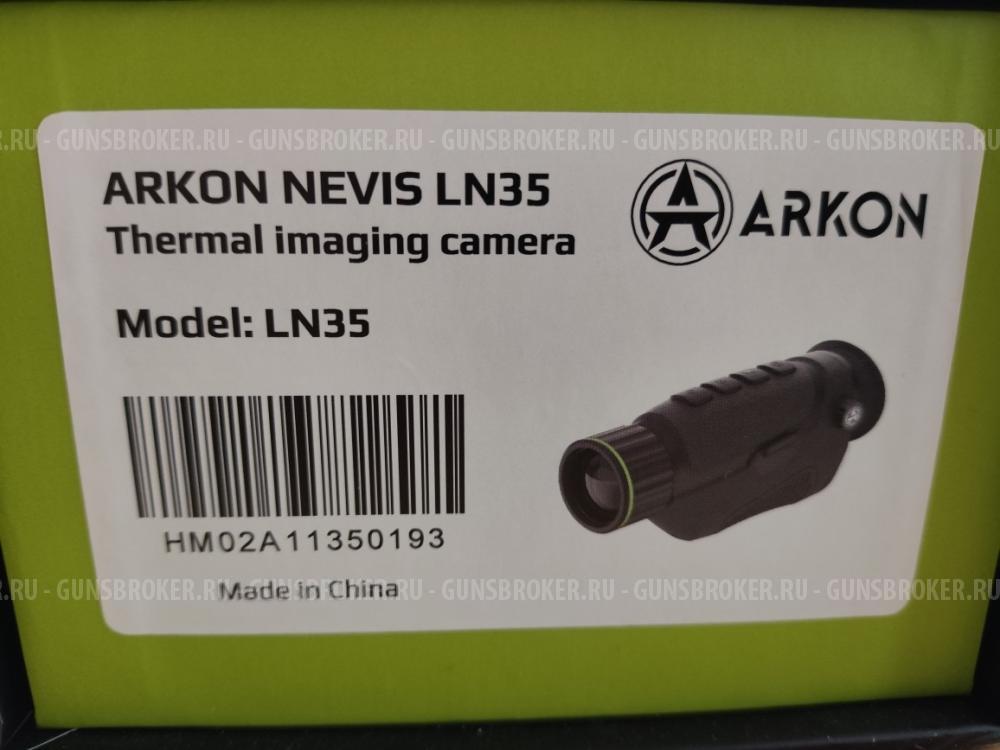 GUNSBROKER.RU - GUNSBROKER.RU - GUNSBROKER.RU - GUNSBROKER.RU - GUNSBROKER.RU
ARKON NEVIS LN35
Thermal imaging camera
ARKON
Model: LN35
HM02A11350193
Made in China
.RU - GUNSBROKER.RU - GUNSBROKER.RU - GUNSBROKER.RU - GUNSBROKER.RU - GUNSBROKER